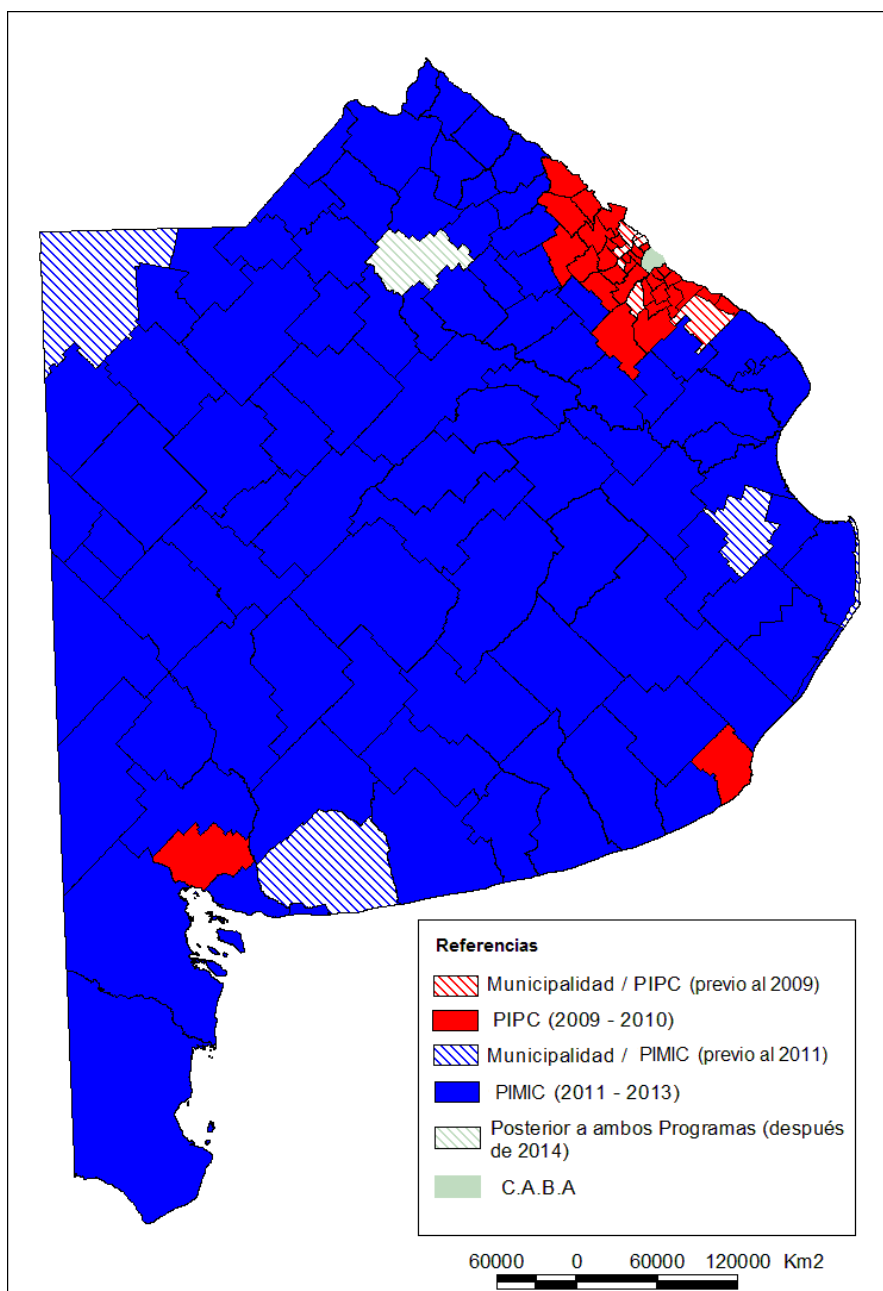 Referencias
Municipalidad / PIPC (previo al 2009)
PIPC (2009 - 2010)
Municipalidad / PIMIC (previo al 2011)
PIMIC (2011 - 2013)
Posterior a ambos Programas (después
de 2014)
C.A.B.A
60000 0 60000 120000 Km2